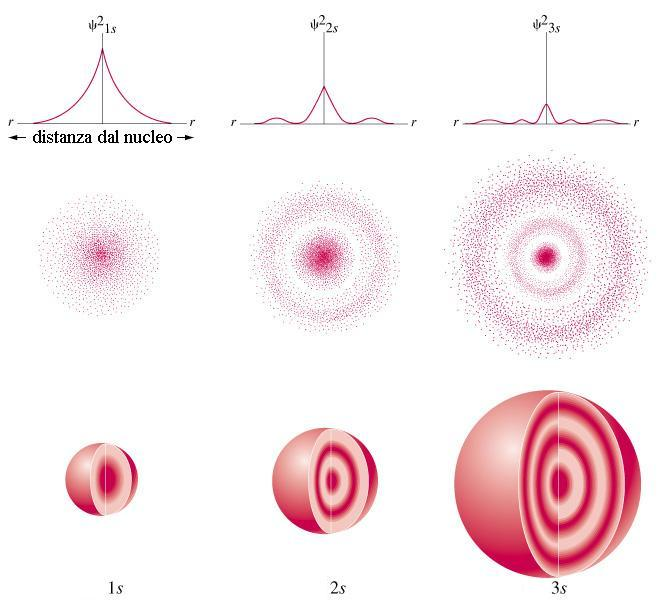 ψ²1s ψ²2s ψ²3s
r r r r r r
← distanza dal nucleo →
1s 2s 3s